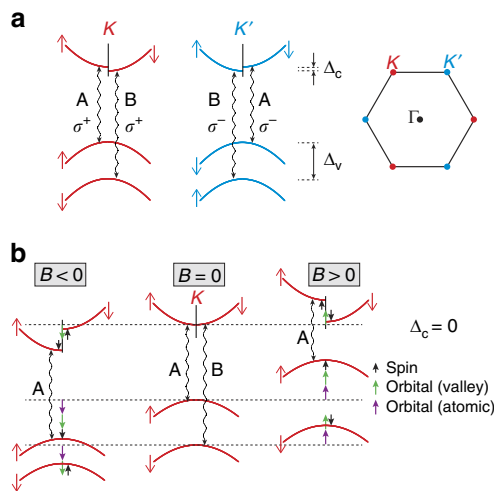 a
K
K′
Δc
K
K′
A
B
B
A
σ+
σ+
σ−
σ−
Γ
Δv
b
B<0
B=0
B>0
K
Δc = 0
A
A
B
A
Spin
Orbital (valley)
Orbital (atomic)